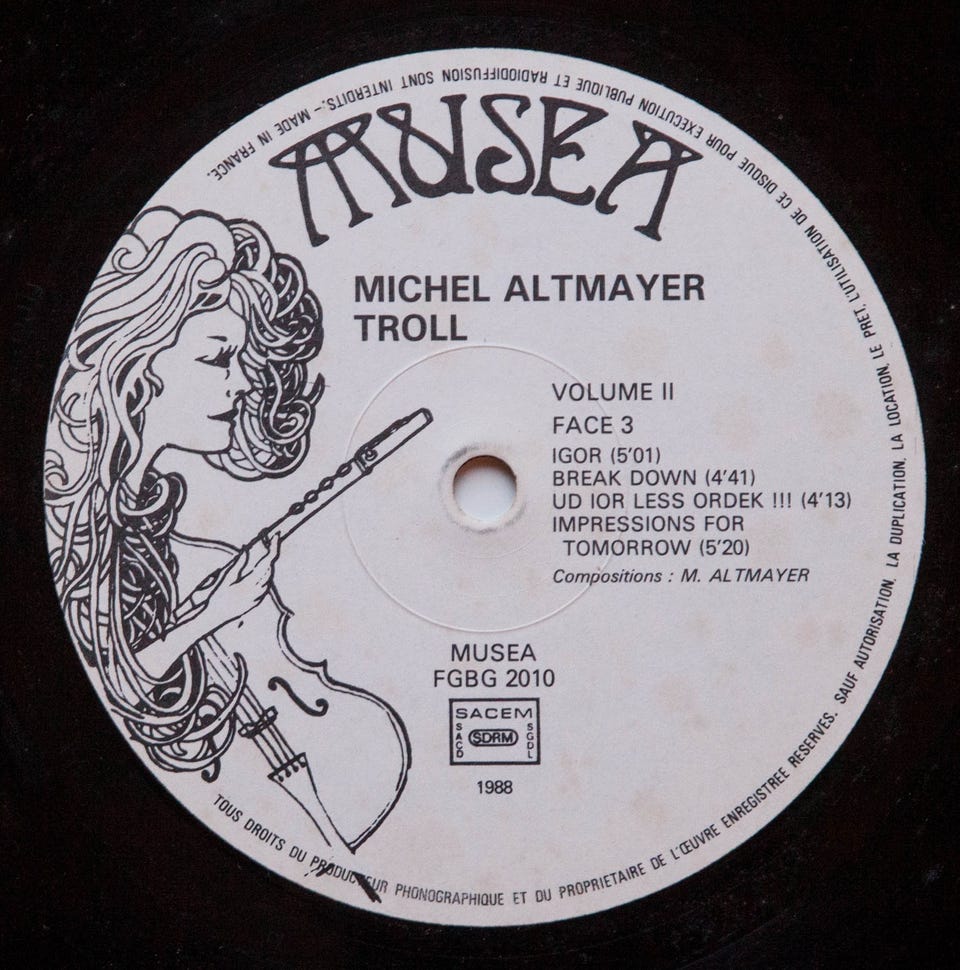 MUSEA
MICHEL ALTMAYER
TROLL
VOLUME II
FACE 3
IGOR (5'01)
BREAK DOWN (4'41)
UD IOR LESS ORDEK !!! (4'13)
IMPRESSIONS FOR
TOMORROW (5'20)
Compositions : M. ALTMAYER
MUSEA
FGBG 2010
SACEM
SACD
SDRM
SGDL
1988
TOUS DROITS DU PRODUCTEUR PHONOGRAPHIQUE ET DU PROPRIETAIRE DE L'ŒUVRE ENREGISTREE RESERVES. SAUF AUTORISATION, LA DUPLICATION, LA LOCATION, LE PRET, L'UTILISATION DE CE DISQUE POUR EXECUTION PUBLIQUE ET RADIODIFFUSION SONT INTERDITS. – MADE IN FRANCE.